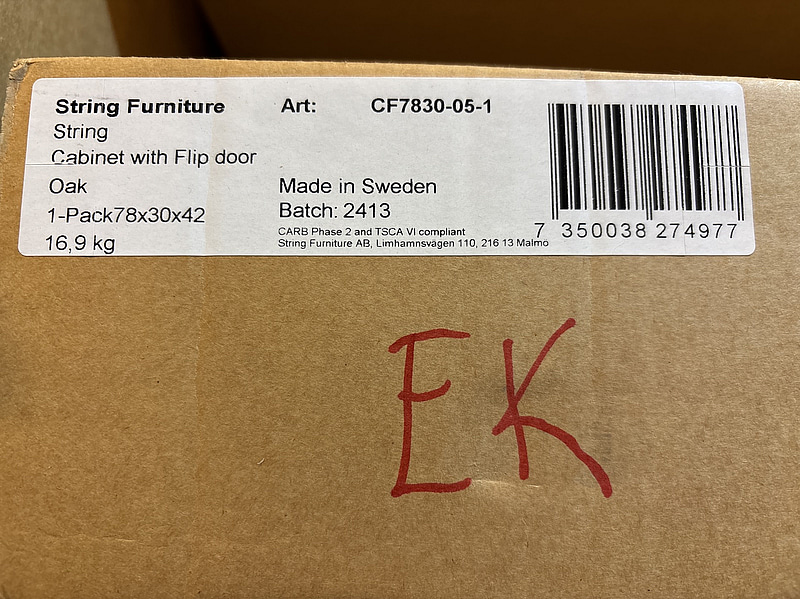 String Furniture Art: CF7830-05-1
String
Cabinet with Flip door
Oak Made in Sweden
1-Pack78x30x42 Batch: 2413
CARB Phase 2 and TSCA VI compliant
16,9 kg String Furniture AB, Limhamnsvägen 110, 216 13 Malmö
7 350038 274977
EK